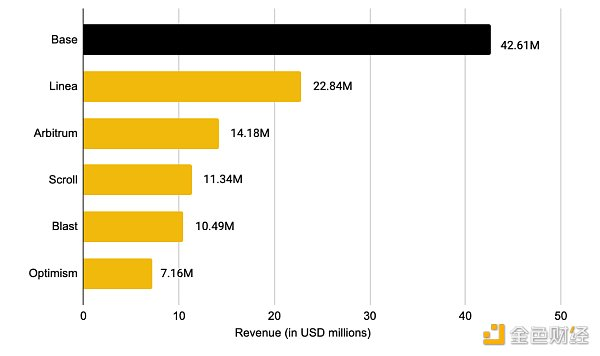 Base 42.61M
Linea 22.84M
Arbitrum 14.18M
Scroll 11.34M
Blast 10.49M
Optimism 7.16M
0 10 20 30 40 50
Revenue (in USD millions)
金色财经